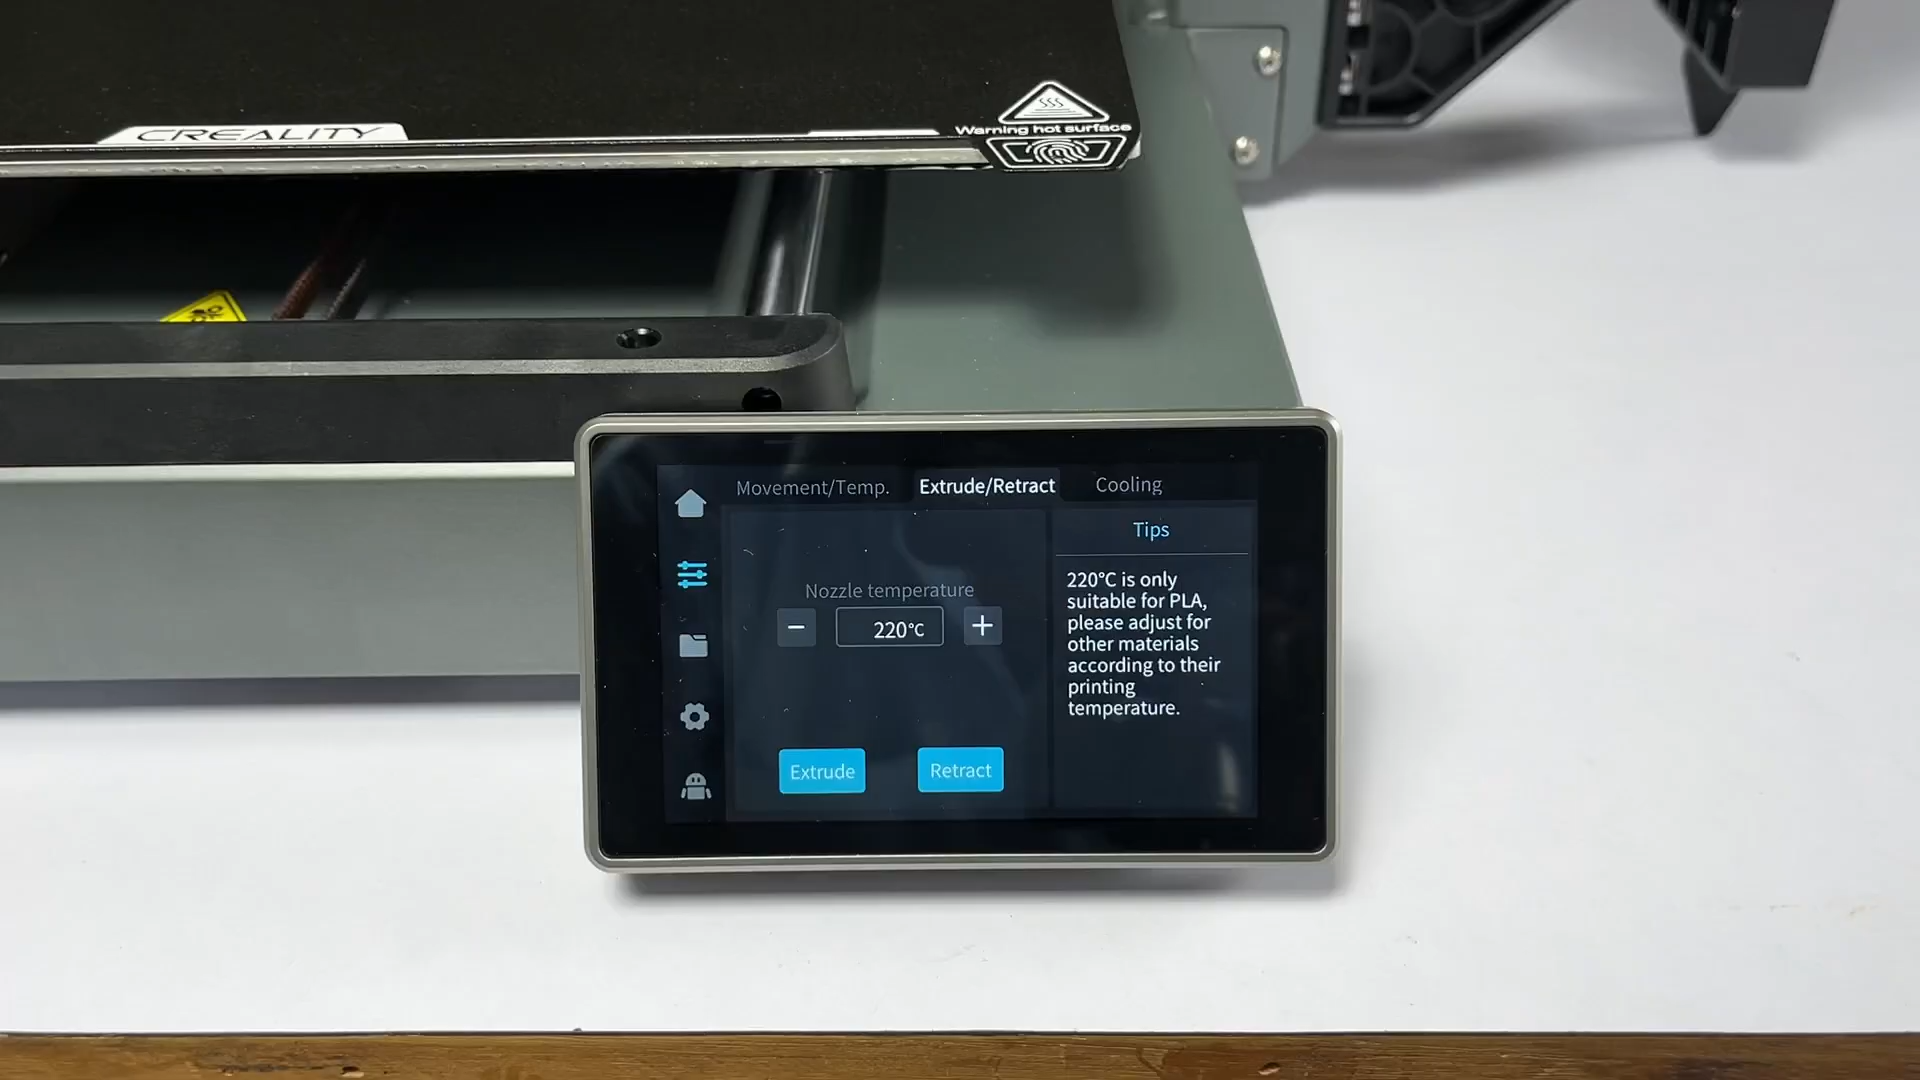 CREALITY
Warning hot surface
Movement/Temp. Extrude/Retract Cooling
Tips
Nozzle temperature
− 220°C +
220°C is only
suitable for PLA,
please adjust for
other materials
according to their
printing
temperature.
Extrude Retract